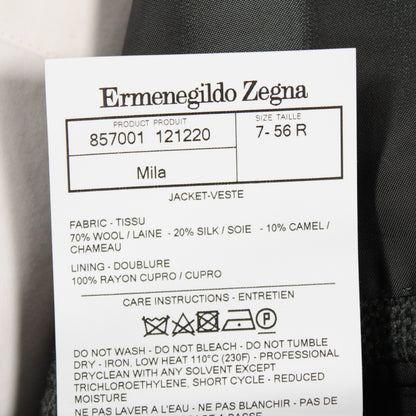 Ermenegildo Zegna
PRODUCT PRODUIT
SIZE TAILLE
857001 121220
7- 56 R
Mila
JACKET-VESTE
FABRIC - TISSU
70% WOOL / LAINE - 20% SILK / SOIE - 10% CAMEL /
CHAMEAU
LINING - DOUBLURE
100% RAYON CUPRO / CUPRO
CARE INSTRUCTIONS - ENTRETIEN
P
DO NOT WASH - DO NOT BLEACH - DO NOT TUMBLE
DRY - IRON, LOW HEAT 110°C (230F) - PROFESSIONAL
DRYCLEAN WITH ANY SOLVENT EXCEPT
TRICHLOROETHYLENE, SHORT CYCLE - REDUCED
MOISTURE
NE PAS LAVER A L'EAU - NE PAS BLANCHIR - PAS DE